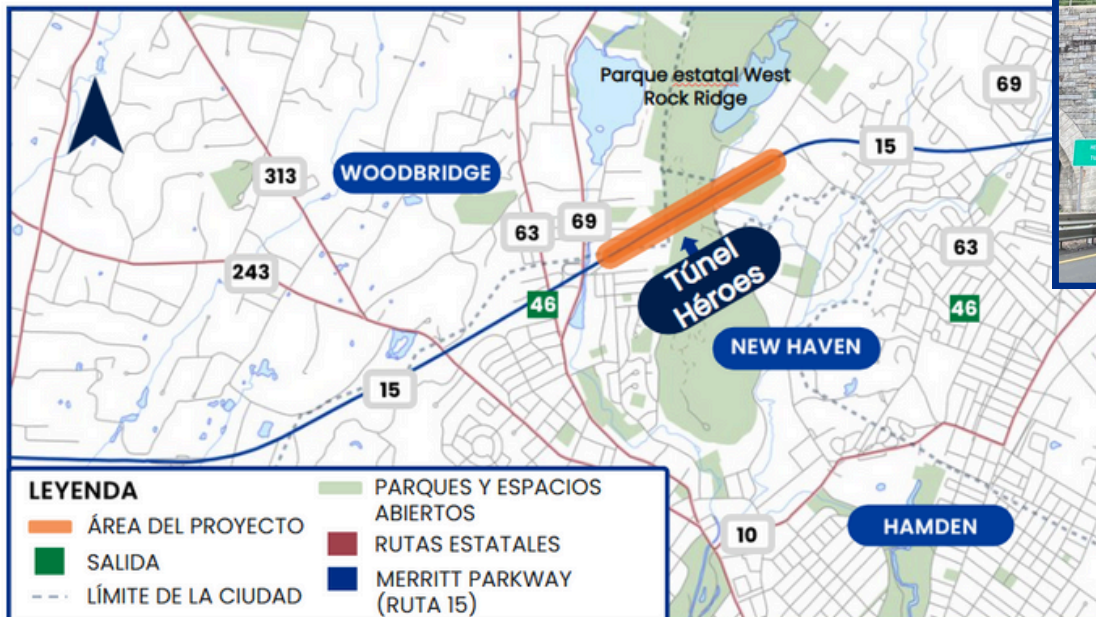 Parque estatal West
Rock Ridge
69
15
313
WOODBRIDGE
63
69
63
243
46
Túnel
Héroes
46
NEW HAVEN
15
10
HAMDEN
LEYENDA
ÁREA DEL PROYECTO
SALIDA
LÍMITE DE LA CIUDAD
PARQUES Y ESPACIOS
ABIERTOS
RUTAS ESTATALES
MERRITT PARKWAY
(RUTA 15)